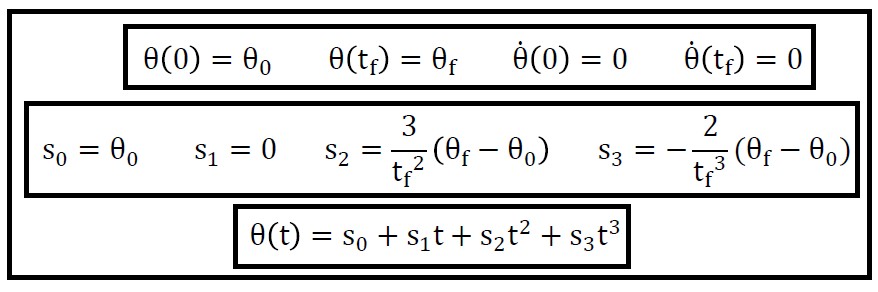 θ(0) = θ₀ θ(t_f) = θ_f θ̇(0) = 0 θ̇(t_f) = 0
s₀ = θ₀ s₁ = 0 s₂ = 3/t_f² (θ_f − θ₀) s₃ = − 2/t_f³ (θ_f − θ₀)
θ(t) = s₀ + s₁t + s₂t² + s₃t³